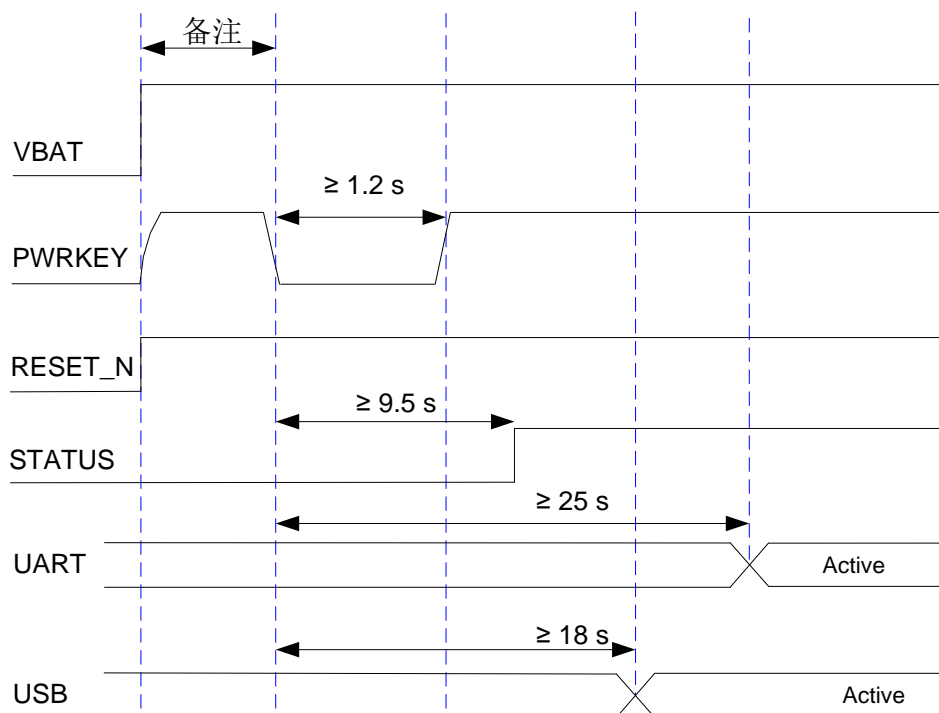 备注
VBAT
≥ 1.2 s
PWRKEY
RESET_N
≥ 9.5 s
STATUS
≥ 25 s
UART
Active
≥ 18 s
USB
Active